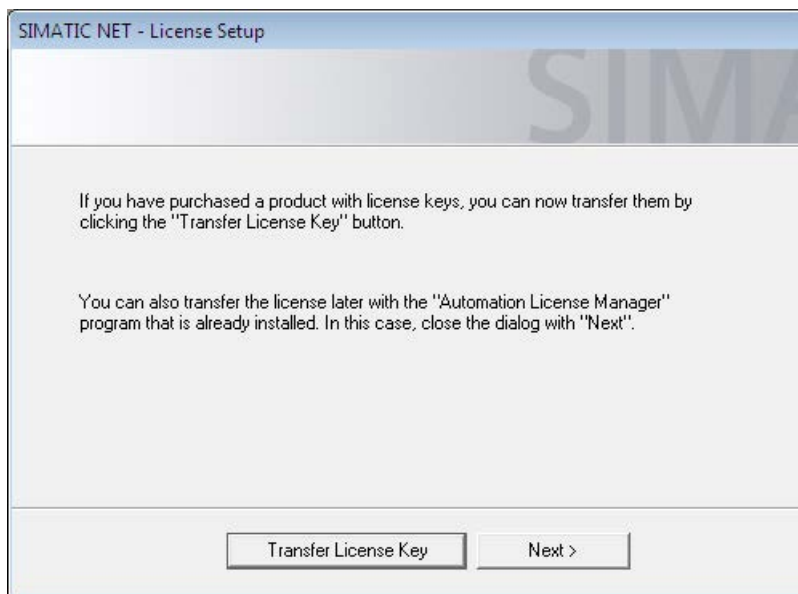 SIMATIC NET - License Setup
SIMA
If you have purchased a product with license keys, you can now transfer them by
clicking the "Transfer License Key" button.
You can also transfer the license later with the "Automation License Manager"
program that is already installed. In this case, close the dialog with "Next".
Transfer License Key
Next >